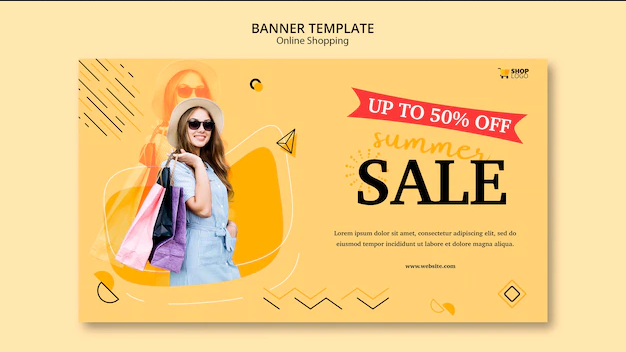 BANNER TEMPLATE
Online Shopping
SHOP
LOGO
UP TO 50% OFF
summer
SALE
Lorem ipsum dolor sit amet, consectetur adipiscing elit, sed do
eiusmod tempor incididunt ut labore et dolore magna aliqua.
www.website.com